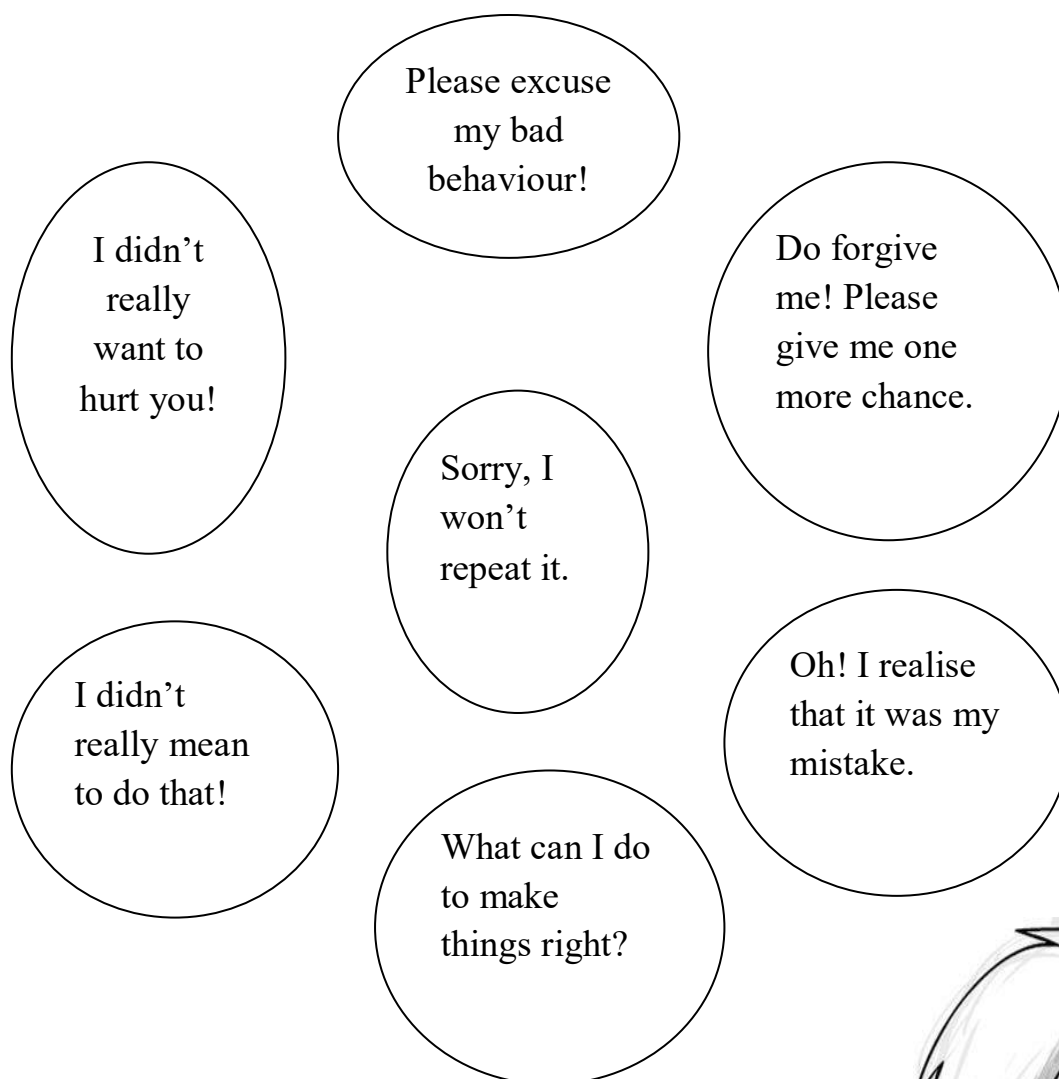 Please excuse
my bad
behaviour!
I didn’t
really
want to
hurt you!
Do forgive
me! Please
give me one
more chance.
Sorry, I
won’t
repeat it.
I didn’t
really mean
to do that!
Oh! I realise
that it was my
mistake.
What can I do
to make
things right?